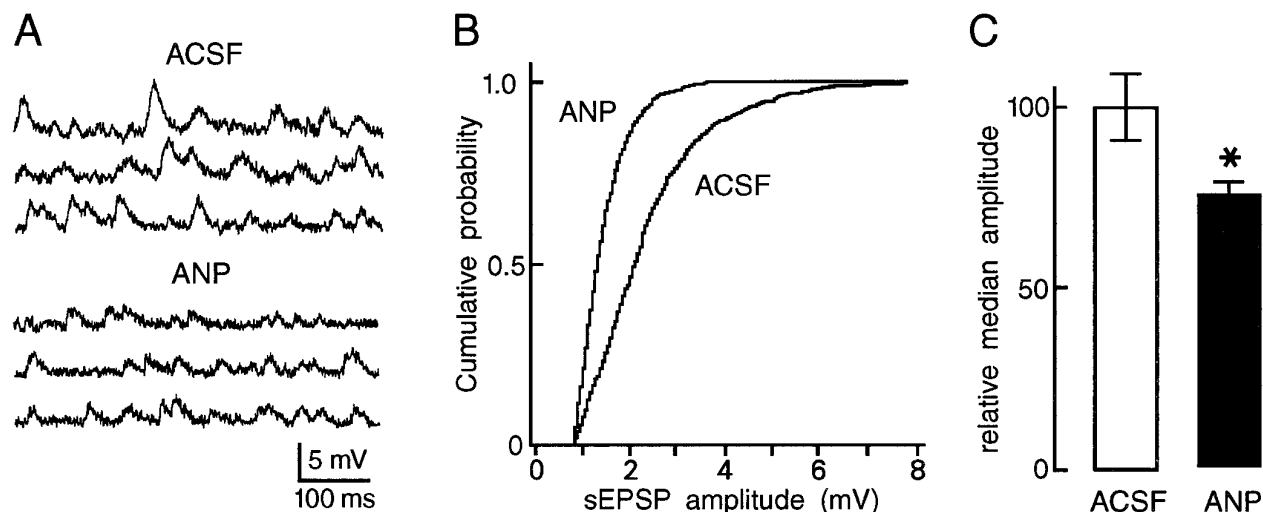 A
ACSF
ANP
5 mV
100 ms
B
Cumulative probability
1.0
0.5
0
ANP
ACSF
0 2 4 6 8
sEPSP amplitude (mV)
C
relative median amplitude
100
50
0
*
ACSF ANP